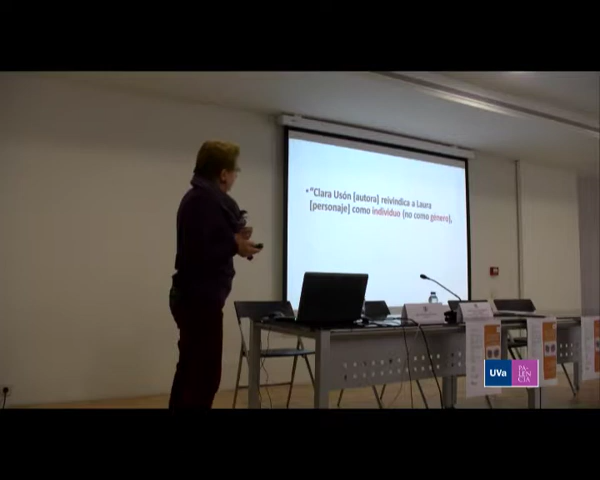 • "Clara Usón [autora] reivindica a Laura
[personaje] como individuo (no como género),
UVa
PA-
LEN
CIA